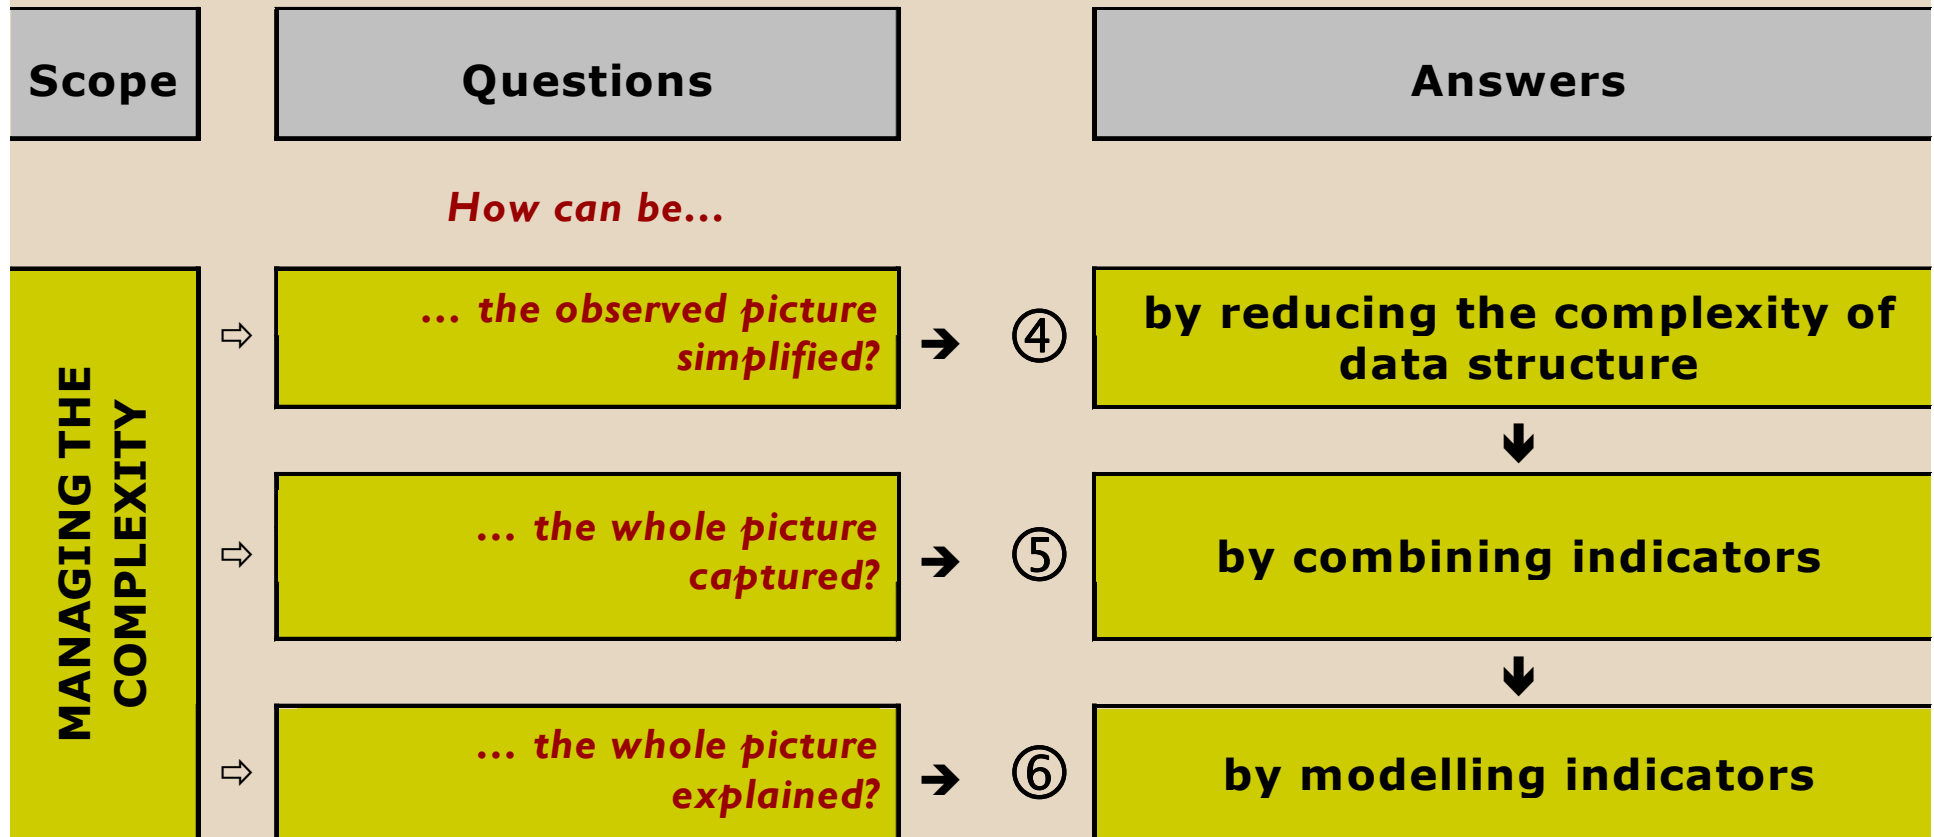 Scope
Questions
Answers
How can be...
MANAGING THE
COMPLEXITY
⇨
... the observed picture
simplified?
➔
④
by reducing the complexity of
data structure
🡻
⇨
... the whole picture
captured?
➔
⑤
by combining indicators
🡻
⇨
... the whole picture
explained?
➔
⑥
by modelling indicators